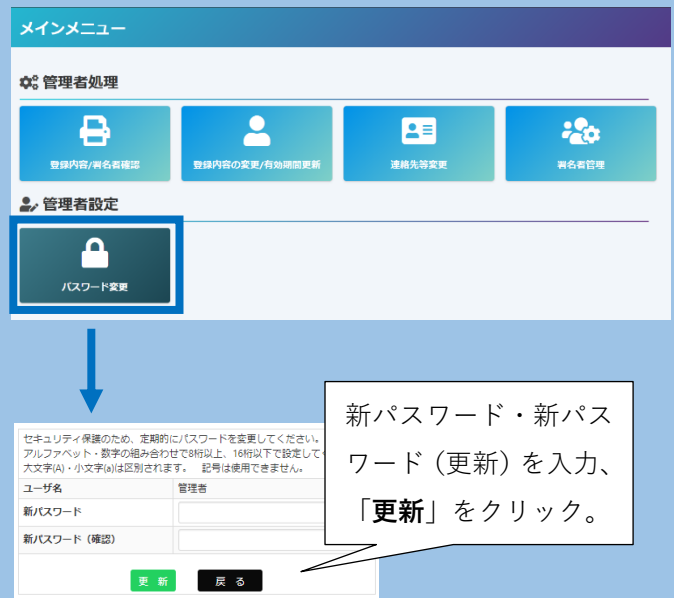 メインメニュー
管理者処理
登録内容/署名者確認
登録内容の変更/有効期間更新
連絡先等変更
署名者管理
管理者設定
パスワード変更
セキュリティ保護のため、定期的にパスワードを変更してください。
アルファベット・数字の組み合わせで8桁以上、16桁以下で設定して
大文字(A)・小文字(a)は区別されます。 記号は使用できません。
ユーザ名 管理者
新パスワード
新パスワード（確認）
更 新 戻 る
新パスワード・新パス
ワード（更新）を入力、
「更新」をクリック。